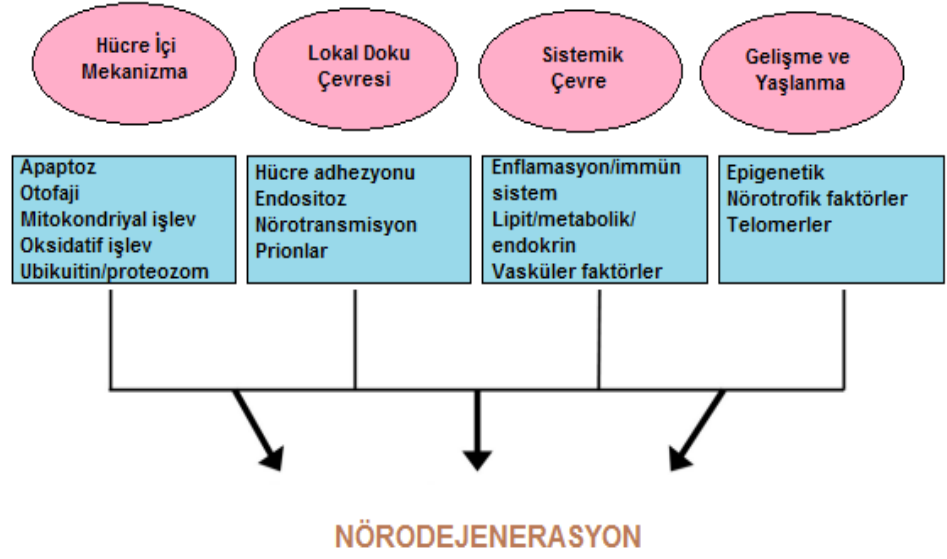 Hücre İçi
Mekanizma
Lokal Doku
Çevresi
Sistemik
Çevre
Gelişme ve
Yaşlanma
Apaptoz
Otofaji
Mitokondriyal işlev
Oksidatif işlev
Ubikuitin/proteozom
Hücre adhezyonu
Endositoz
Nörotransmisyon
Prionlar
Enflamasyon/immün
sistem
Lipit/metabolik/
endokrin
Vasküler faktörler
Epigenetik
Nörotrofik faktörler
Telomerler
NÖRODEJENERASYON